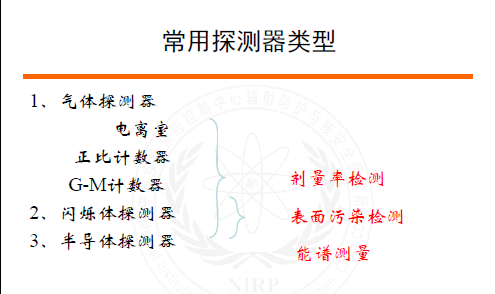 常用探测器类型
1、气体探测器
电离室
正比计数器
G-M计数器
2、闪烁体探测器
3、半导体探测器
剂量率检测
表面污染检测
能谱测量
NIRP